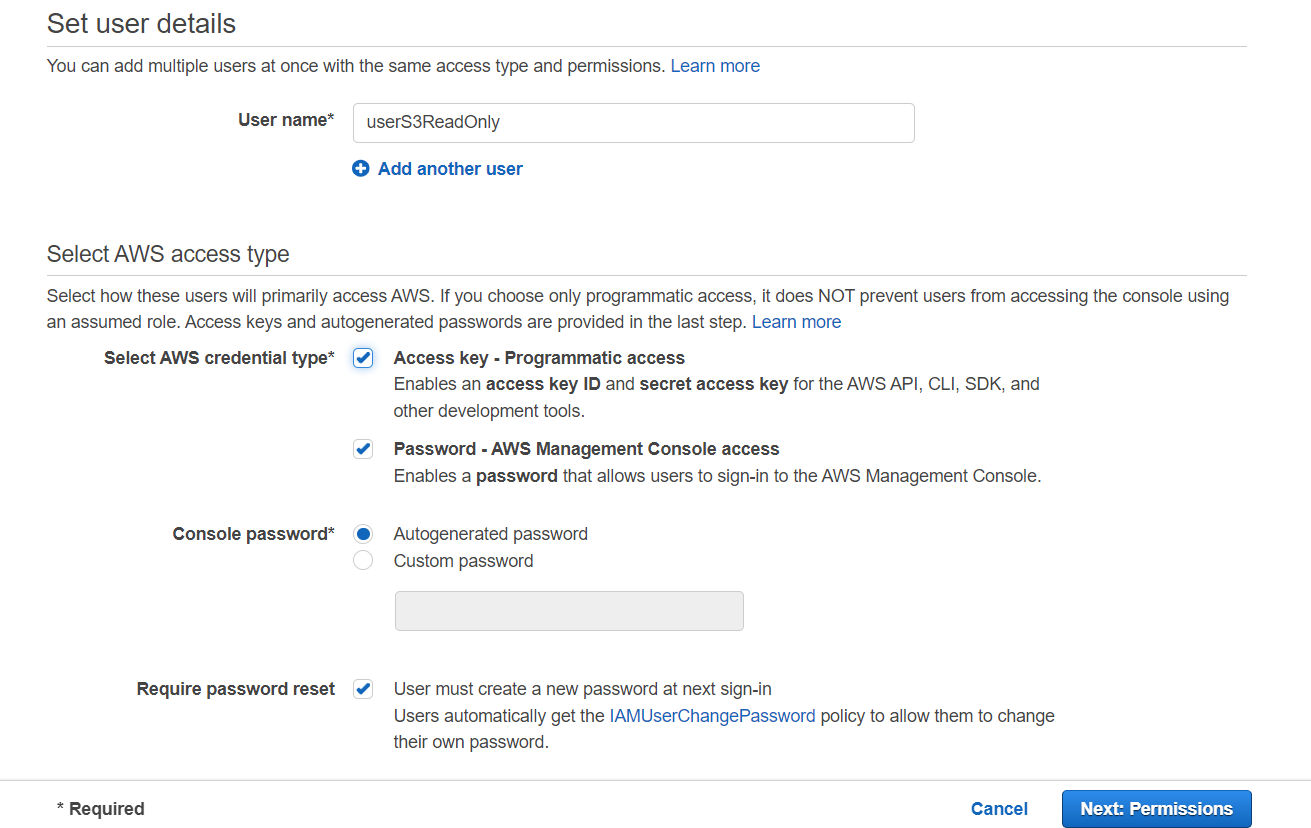 Set user details
You can add multiple users at once with the same access type and permissions. Learn more
User name*
userS3ReadOnly
Add another user
Select AWS access type
Select how these users will primarily access AWS. If you choose only programmatic access, it does NOT prevent users from accessing the console using
an assumed role. Access keys and autogenerated passwords are provided in the last step. Learn more
Select AWS credential type*
Access key - Programmatic access
Enables an access key ID and secret access key for the AWS API, CLI, SDK, and
other development tools.
Password - AWS Management Console access
Enables a password that allows users to sign-in to the AWS Management Console.
Console password*
Autogenerated password
Custom password
Require password reset
User must create a new password at next sign-in
Users automatically get the IAMUserChangePassword policy to allow them to change
their own password.
* Required
Cancel
Next: Permissions